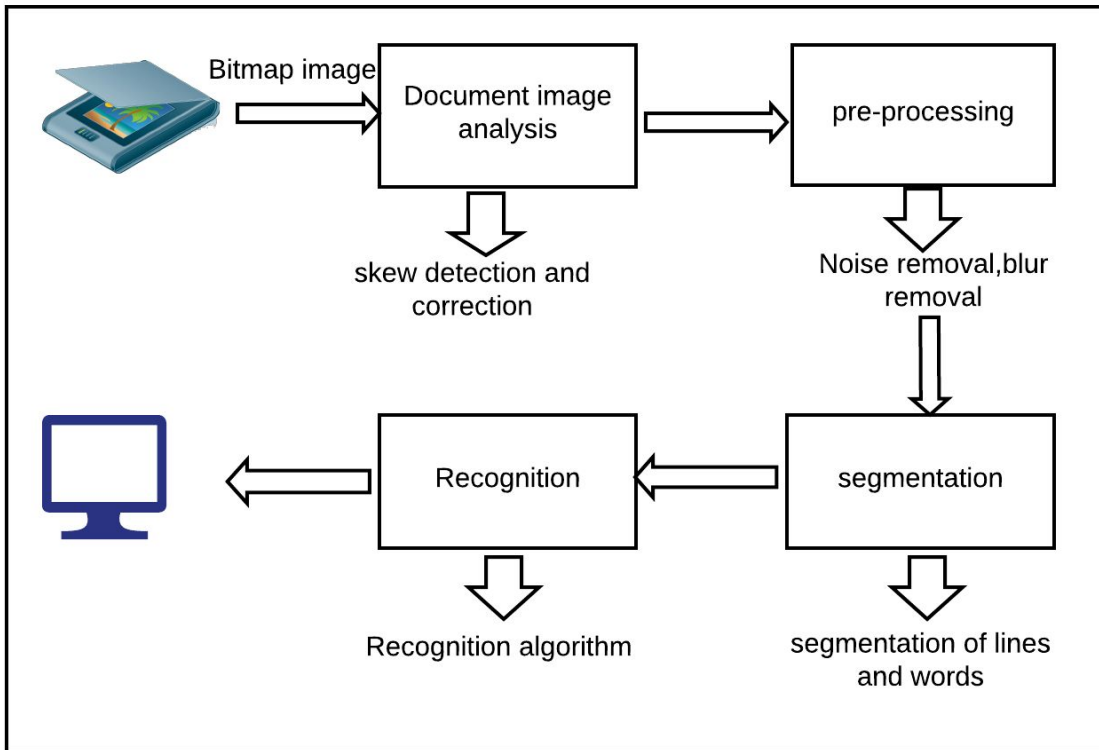 Bitmap image
Document image
analysis
pre-processing
skew detection and
correction
Noise removal,blur
removal
Recognition
segmentation
Recognition algorithm
segmentation of lines
and words